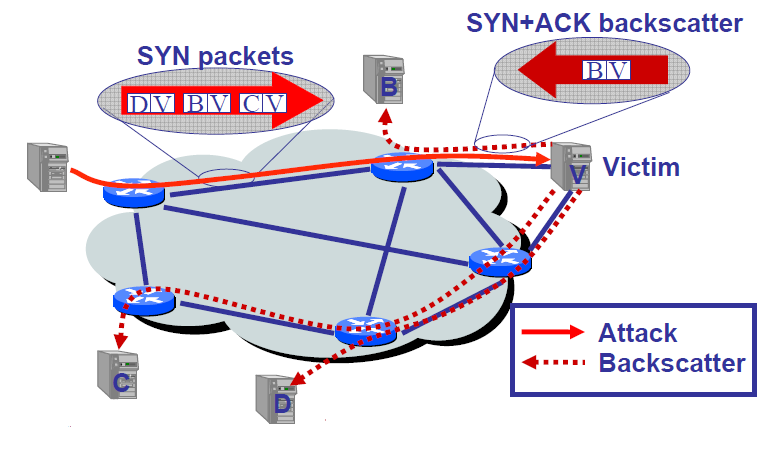 SYN+ACK backscatter
SYN packets
B V
B
D V B V C V
Victim
V
Attack
Backscatter
C
D